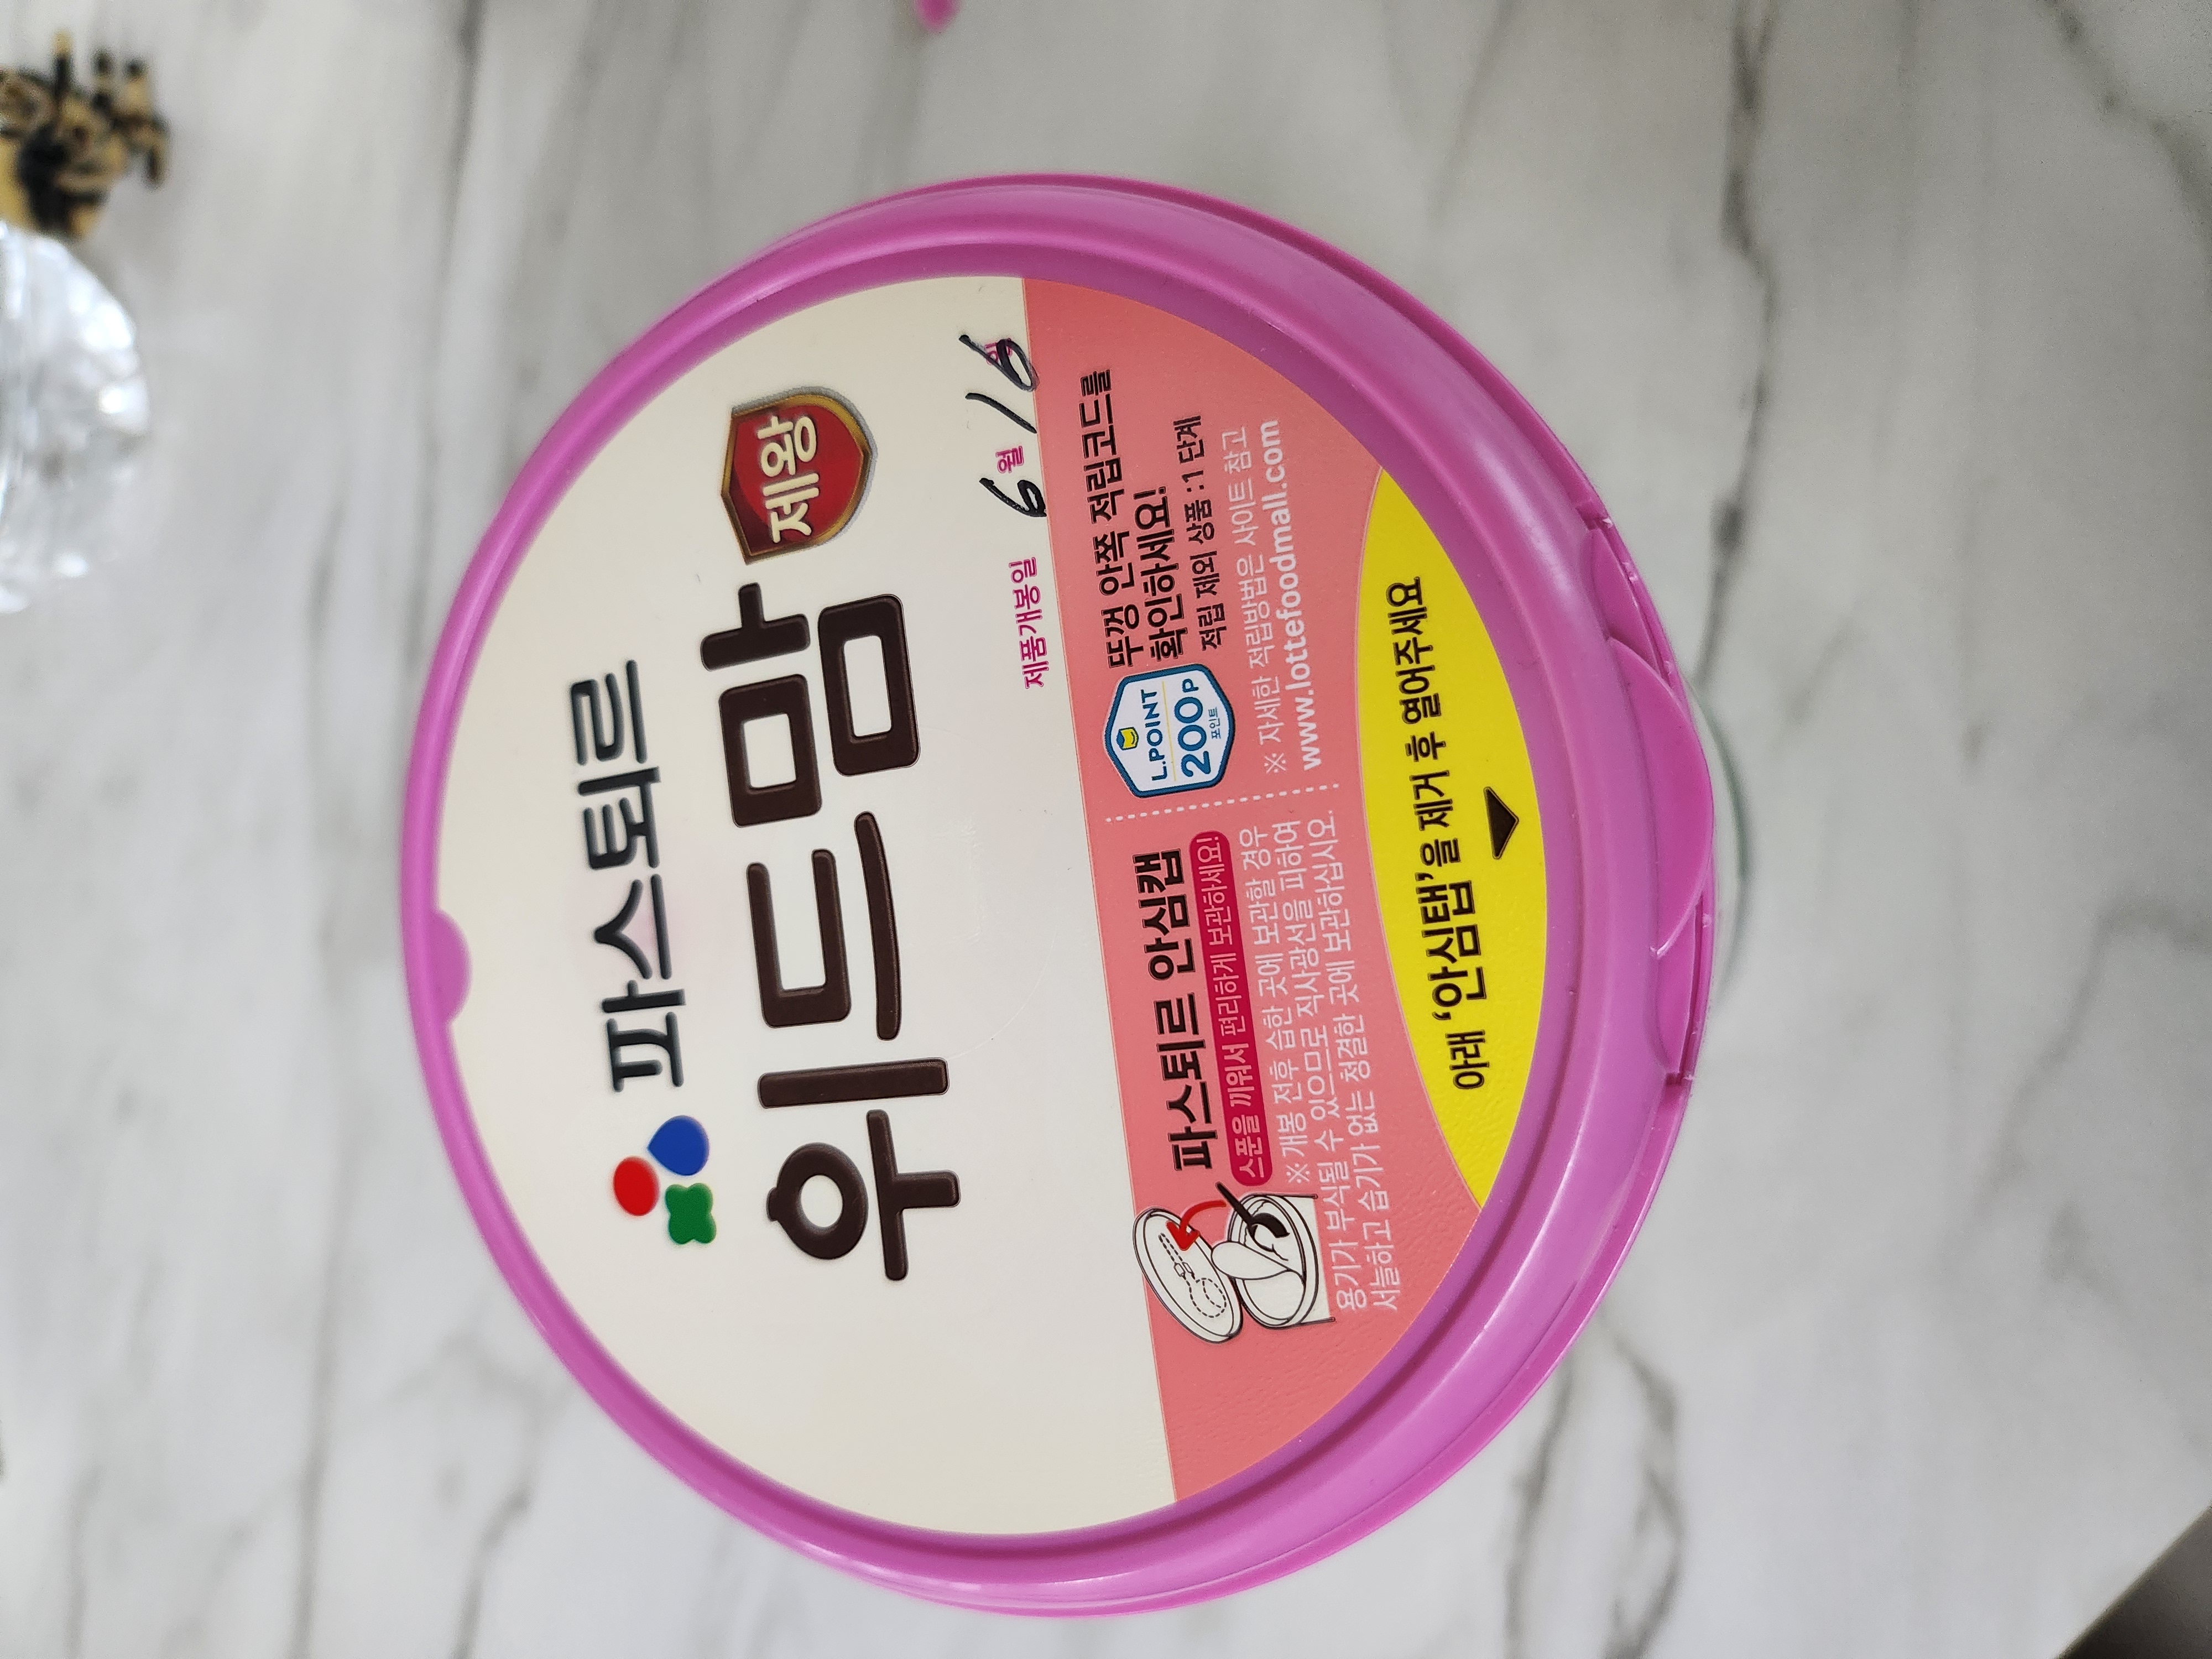 파스퇴르
위드맘 제왕
제품개봉일 6월 16일
파스퇴르 안심캡
스푼을 끼워서 편리하게 보관하세요!
※개봉 전후 습한 곳에 보관할 경우
용기가 부식될 수 있으므로 직사광선을 피하여
서늘하고 습기가 없는 청결한 곳에 보관하십시오.
L.POINT
200P
포인트
뚜껑 안쪽 적립코드를
확인하세요!
적립 제외 상품 : 1 단계
※ 자세한 적립방법은 사이트 참고
www.lottefoodmall.com
아래 ‘안심탭’을 제거 후 열어주세요